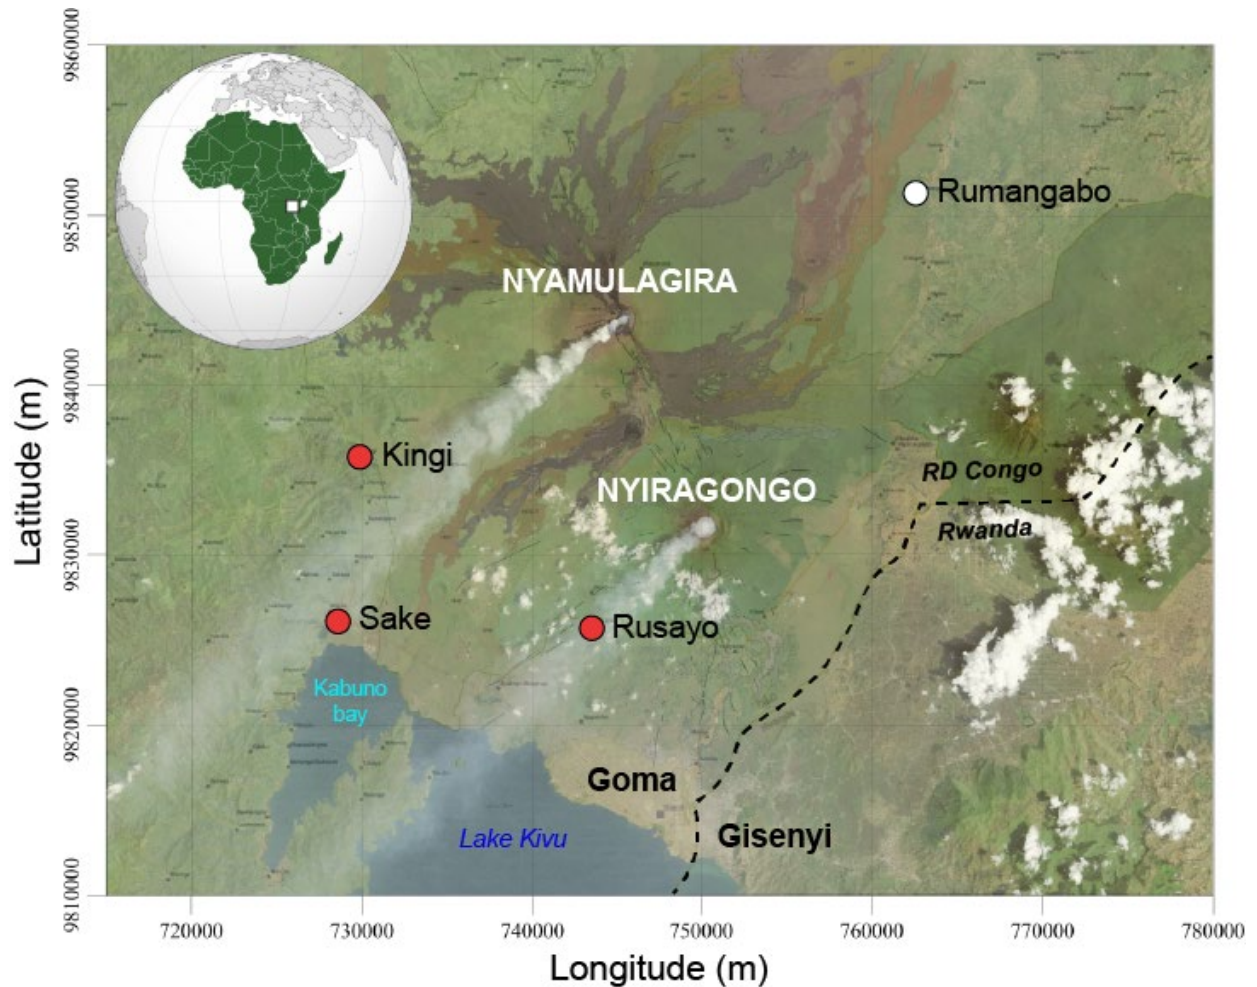 9860000
9850000
9840000
9830000
9820000
9810000
Latitude (m)
Rumangabo
NYAMULAGIRA
Kingi
RD Congo
NYIRAGONGO
Rwanda
Sake
Rusayo
Kabuno
bay
Goma
Gisenyi
Lake Kivu
720000
730000
740000
750000
760000
770000
780000
Longitude (m)